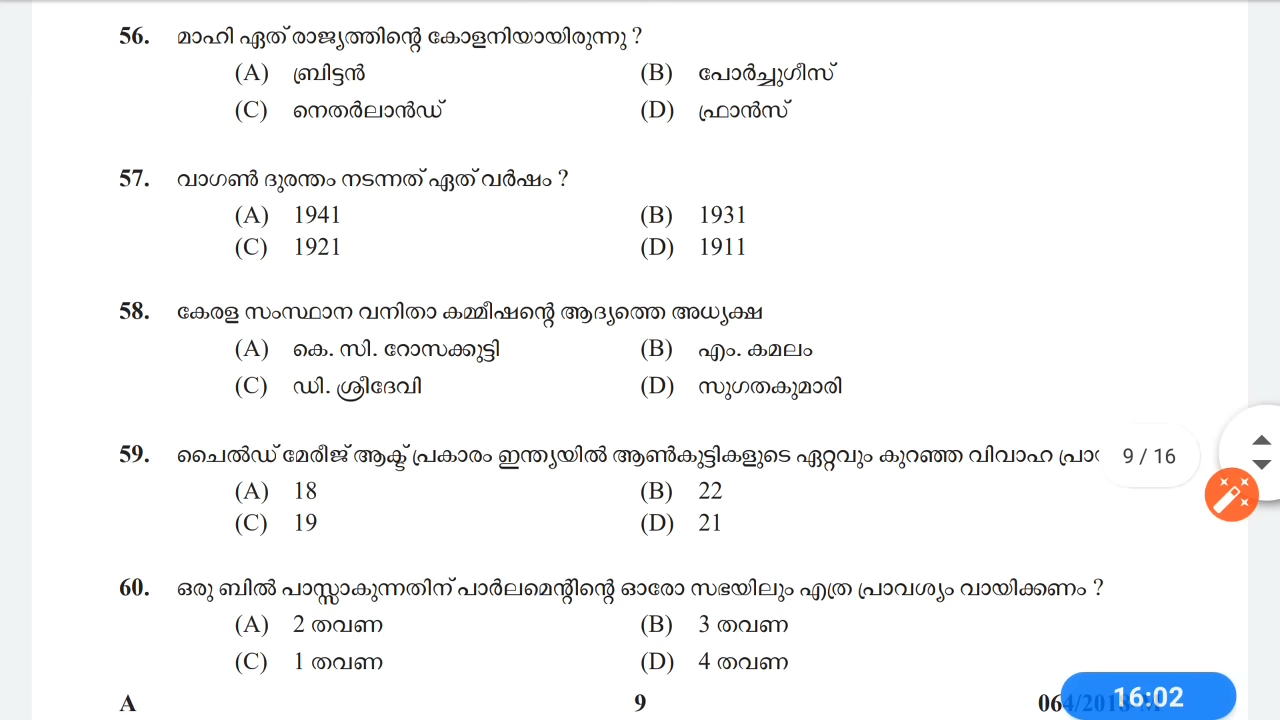 56. മാഹി ഏത് രാജ്യത്തിന്റെ കോളനിയായിരുന്നു ?
(A) ബ്രിട്ടൻ (B) പോർച്ചുഗീസ്
(C) നെതർലാൻഡ് (D) ഫ്രാൻസ്
57. വാഗൺ ദുരന്തം നടന്നത് ഏത് വർഷം ?
(A) 1941 (B) 1931
(C) 1921 (D) 1911
58. കേരള സംസ്ഥാന വനിതാ കമ്മീഷന്റെ ആദ്യത്തെ അധ്യക്ഷ
(A) കെ. സി. റോസക്കുട്ടി (B) എം. കമലം
(C) ഡി. ശ്രീദേവി (D) സുഗതകുമാരി
59. ചൈൽഡ് മേരീജ് ആക്ട് പ്രകാരം ഇന്ത്യയിൽ ആൺകുട്ടികളുടെ ഏറ്റവും കുറഞ്ഞ വിവാഹ 9 / 16
(A) 18 (B) 22
(C) 19 (D) 21
60. ഒരു ബിൽ പാസ്സാകുന്നതിന് പാർലമെന്റിന്റെ ഓരോ സഭയിലും എത്ര പ്രാവശ്യം വായിക്കണം ?
(A) 2 തവണ (B) 3 തവണ
(C) 1 തവണ (D) 4 തവണ
A 9 16:02